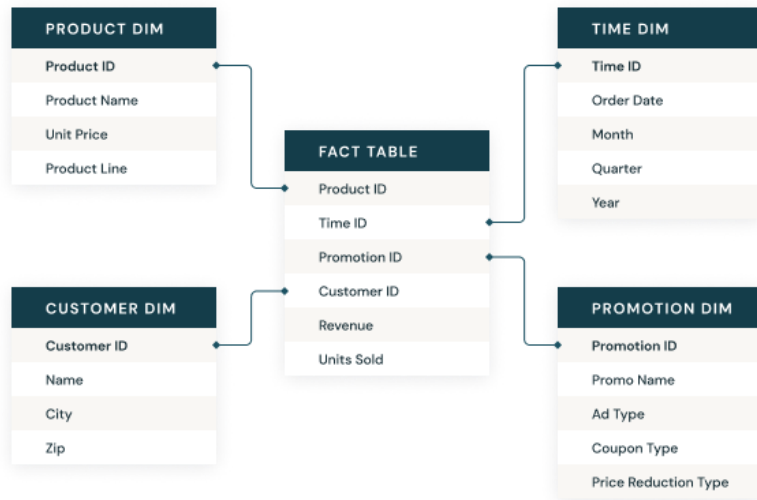 PRODUCT DIM
Product ID
Product Name
Unit Price
Product Line
TIME DIM
Time ID
Order Date
Month
Quarter
Year
FACT TABLE
Product ID
Time ID
Promotion ID
Customer ID
Revenue
Units Sold
CUSTOMER DIM
Customer ID
Name
City
Zip
PROMOTION DIM
Promotion ID
Promo Name
Ad Type
Coupon Type
Price Reduction Type